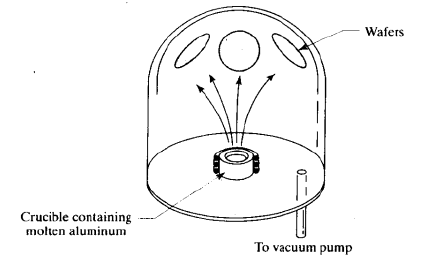 Wafers
Crucible containing
molten aluminum
To vacuum pump